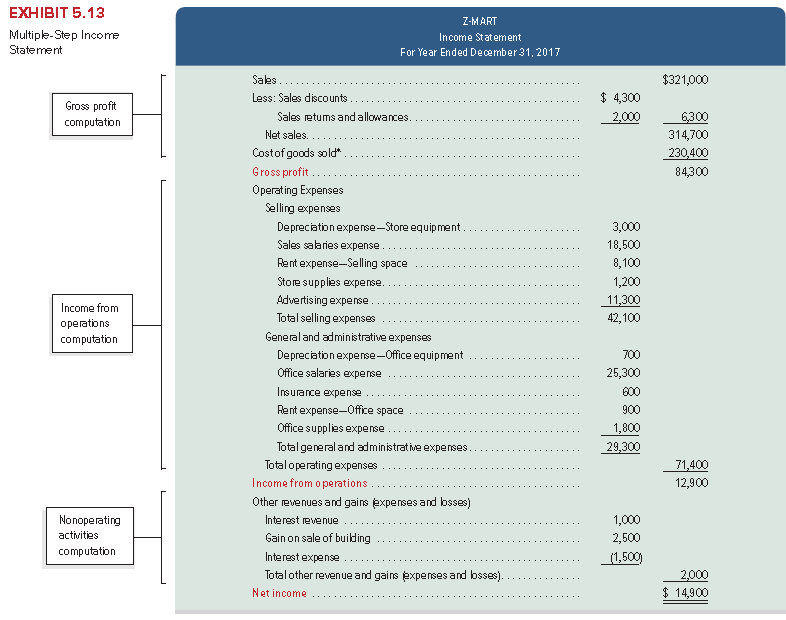 EXHIBIT 5.13
Multiple-Step Income
Statement
Z-MART
Income Statement
For Year Ended December 31, 2017
Gross profit
computation
Sales $321,000
Less: Sales discounts $ 4,300
Sales returns and allowances 2,000 6,300
Net sales 314,700
Cost of goods sold* 230,400
Gross profit 84,300
Income from
operations
computation
Operating Expenses
Selling expenses
Depreciation expense—Store equipment 3,000
Sales salaries expense 18,500
Rent expense—Selling space 8,100
Store supplies expense 1,200
Advertising expense 11,300
Total selling expenses 42,100
General and administrative expenses
Depreciation expense—Office equipment 700
Office salaries expense 25,300
Insurance expense 600
Rent expense—Office space 900
Office supplies expense 1,800
Total general and administrative expenses 29,300
Total operating expenses 71,400
Income from operations 12,900
Nonoperating
activities
computation
Other revenues and gains (expenses and losses)
Interest revenue 1,000
Gain on sale of building 2,500
Interest expense (1,500)
Total other revenue and gains (expenses and losses) 2,000
Net income $ 14,900